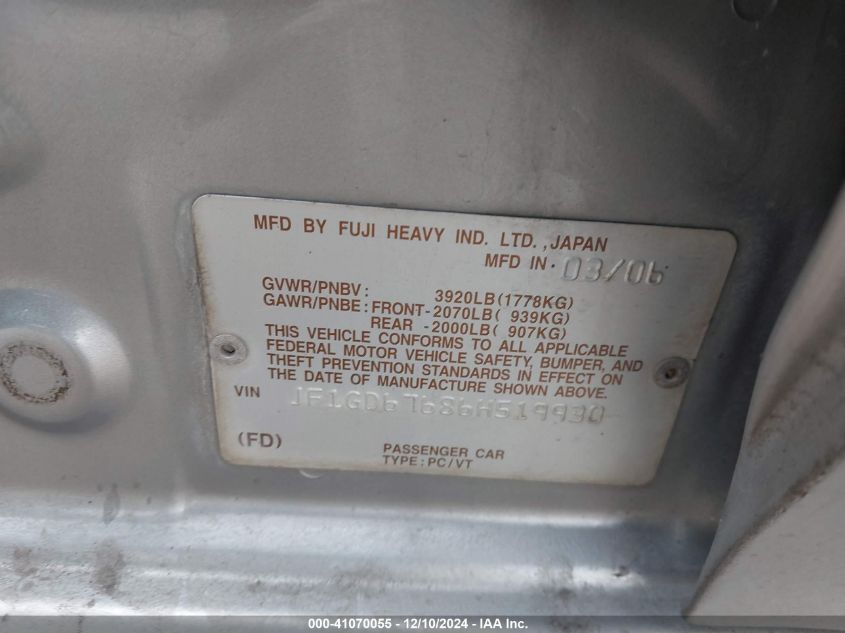 MFD BY FUJI HEAVY IND. LTD.,JAPAN
MFD IN 03/06
GVWR/PNBV: 3920LB(1778KG)
GAWR/PNBE: FRONT-2070LB( 939KG)
REAR -2000LB( 907KG)
THIS VEHICLE CONFORMS TO ALL APPLICABLE
FEDERAL MOTOR VEHICLE SAFETY, BUMPER, AND
THEFT PREVENTION STANDARDS IN EFFECT ON
THE DATE OF MANUFACTURE SHOWN ABOVE.
VIN JF1GD67686H519930
(FD) PASSENGER CAR
TYPE:PC/VT
000-41070055 - 12/10/2024 - IAA Inc.